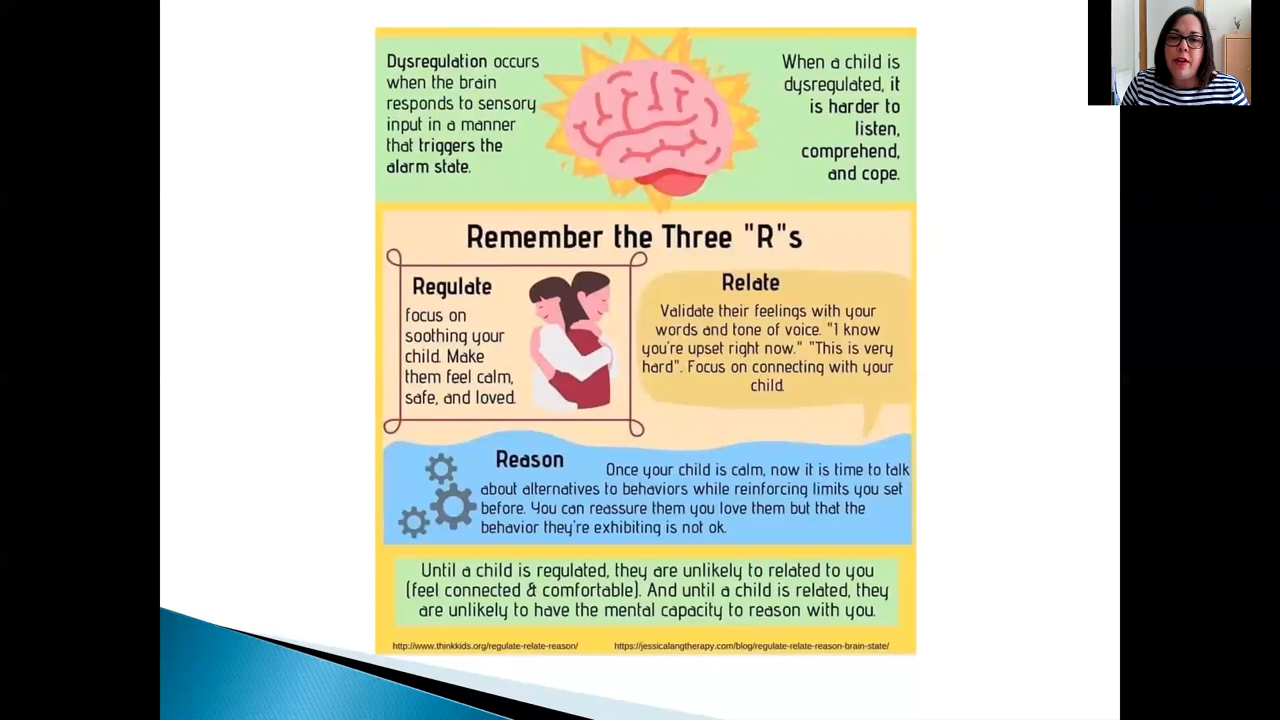 Dysregulation occurs
when the brain
responds to sensory
input in a manner
that triggers the
alarm state.
When a child is
dysregulated, it
is harder to
listen,
comprehend,
and cope.
Remember the Three "R"s
Regulate
focus on
soothing your
child. Make
them feel calm,
safe, and loved.
Relate
Validate their feelings with your
words and tone of voice. "I know
you're upset right now." "This is very
hard". Focus on connecting with your
child.
Reason
Once your child is calm, now it is time to talk
about alternatives to behaviors while reinforcing limits you set
before. You can reassure them you love them but that the
behavior they're exhibiting is not ok.
Until a child is regulated, they are unlikely to related to you
(feel connected & comfortable). And until a child is related, they
are unlikely to have the mental capacity to reason with you.
http://www.thinkkids.org/regulate-relate-reason/
https://jessicalangtherapy.com/blog/regulate-relate-reason-brain-state/